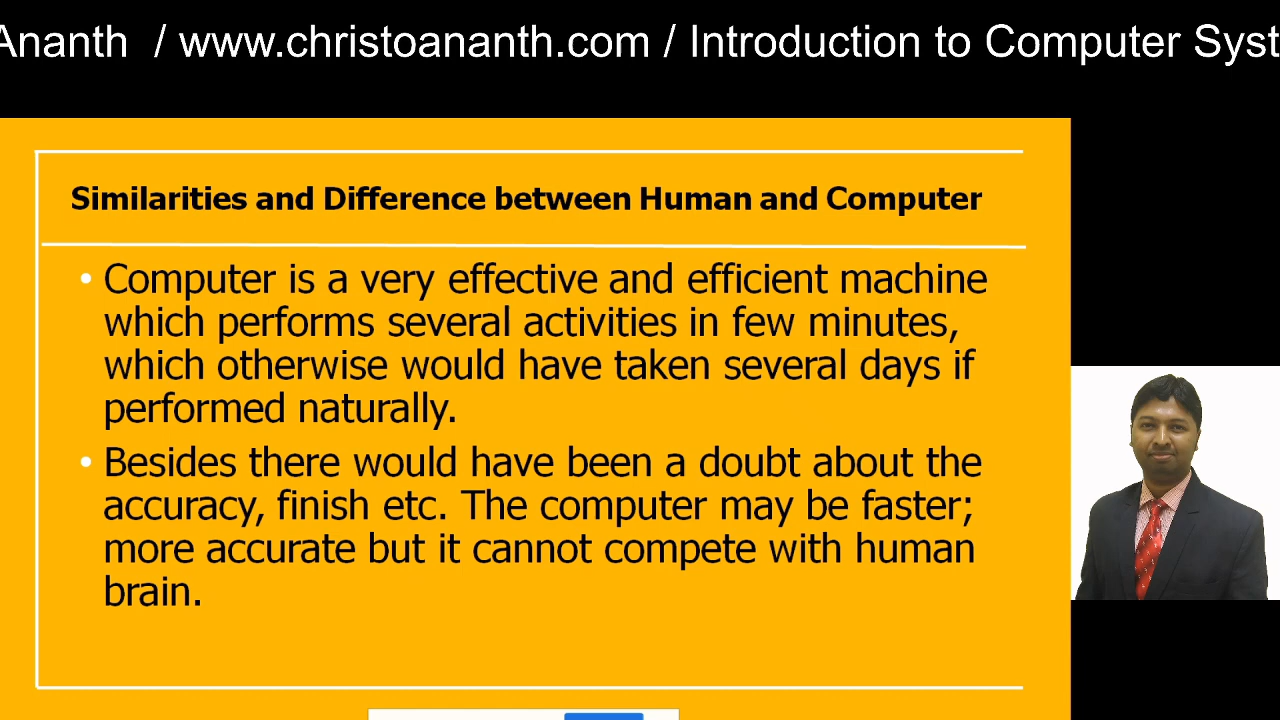 Ananth / www.christoananth.com / Introduction to Computer Syst
Similarities and Difference between Human and Computer
• Computer is a very effective and efficient machine
which performs several activities in few minutes,
which otherwise would have taken several days if
performed naturally.
• Besides there would have been a doubt about the
accuracy, finish etc. The computer may be faster;
more accurate but it cannot compete with human
brain.